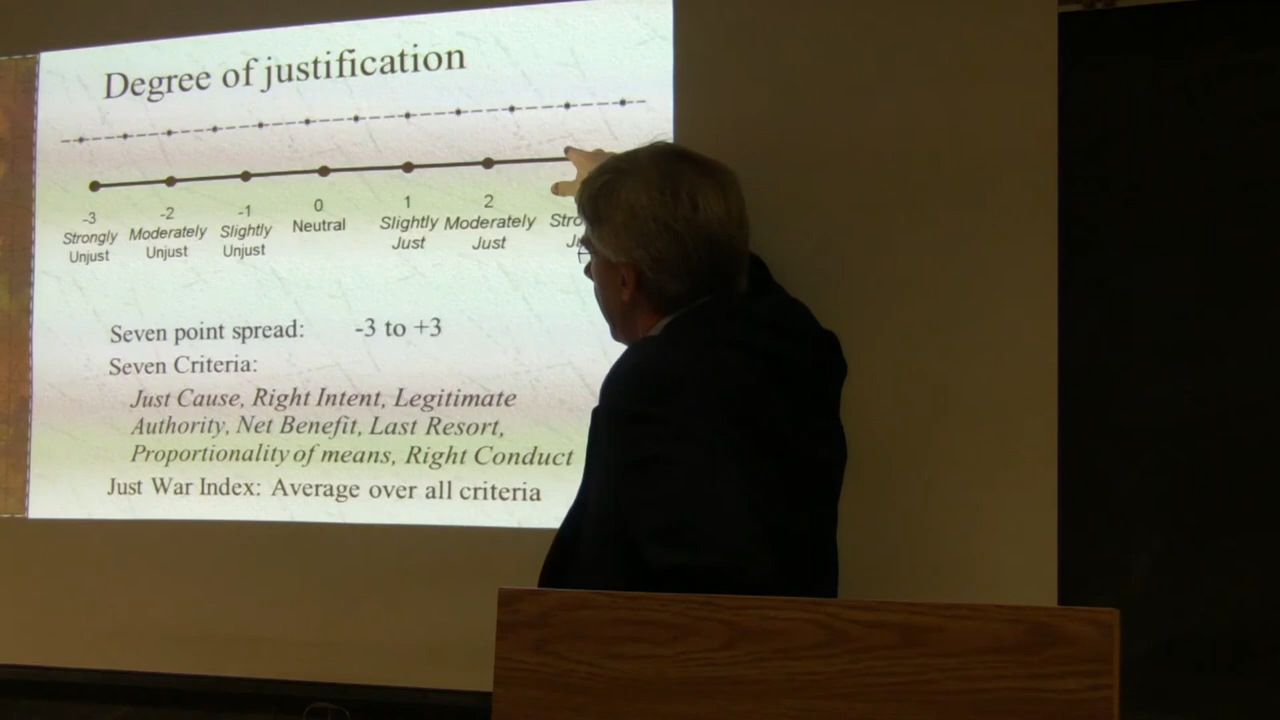 Degree of justification
-3 -2 -1 0 1 2
Strongly Moderately Slightly Neutral Slightly Moderately
Unjust Unjust Unjust Just Just
Seven point spread: -3 to +3
Seven Criteria:
Just Cause, Right Intent, Legitimate
Authority, Net Benefit, Last Resort,
Proportionality of means, Right Conduct
Just War Index: Average over all criteria